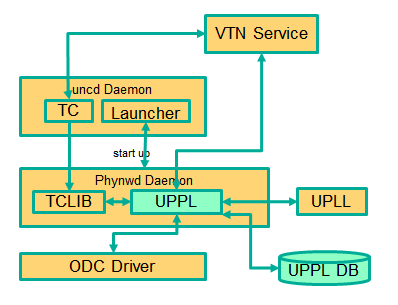 VTN Service
uncd Daemon
TC
Launcher
start up
Phynwd Daemon
TCLIB
UPPL
UPLL
ODC Driver
UPPL DB